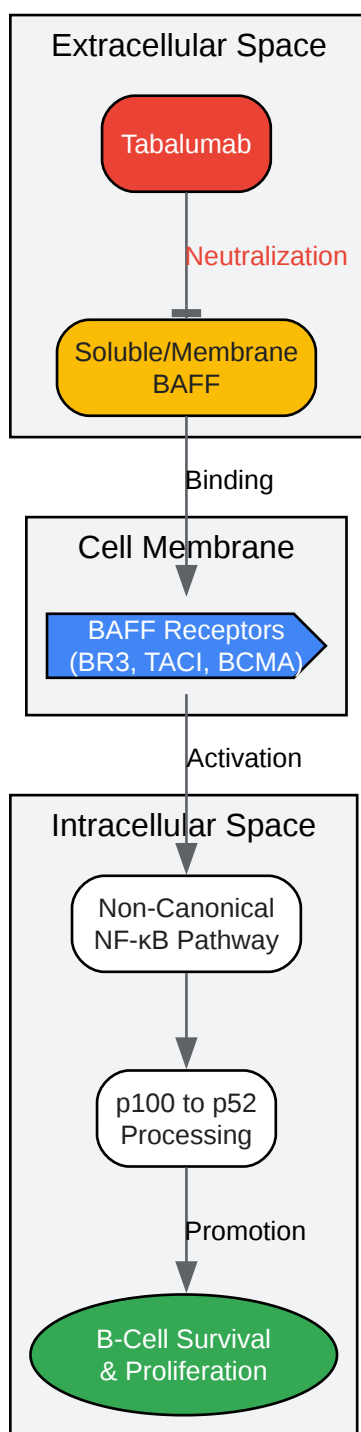 Extracellular Space
Tabalumab
Neutralization
Soluble/Membrane
BAFF
Binding
Cell Membrane
BAFF Receptors
(BR3, TACI, BCMA)
Activation
Intracellular Space
Non-Canonical
NF-κB Pathway
p100 to p52
Processing
Promotion
B-Cell Survival
& Proliferation